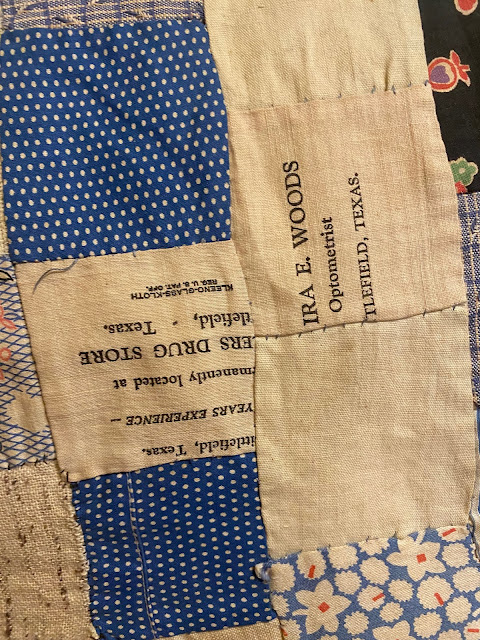 IRA E. WOODS
Optometrist
TLEFIELD, TEXAS.
ittlefield, Texas.
YEARS EXPERIENCE --
manently located at
ERS DRUG STORE
tlefield, Texas.
KLEENO-GLASS-KLOTH
REG. U. S. PAT. OFF.